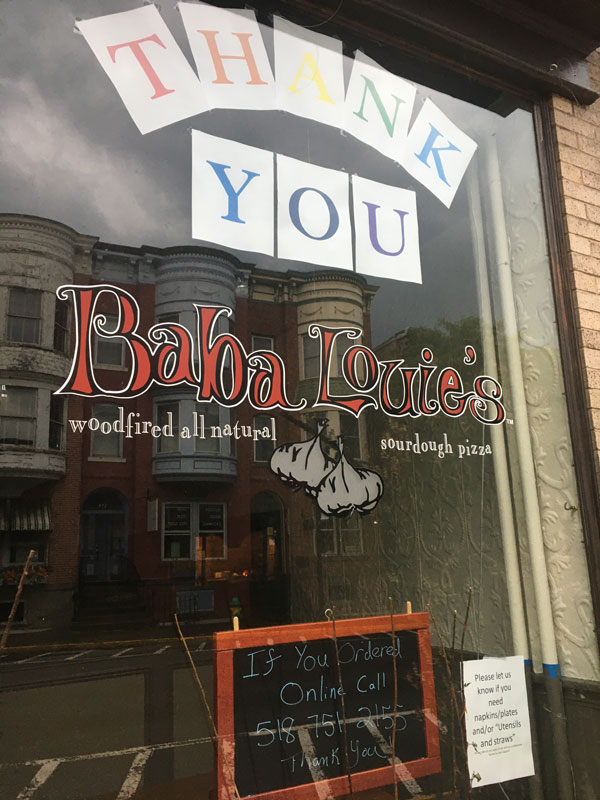 THANK
YOU
Baba Louie's™
woodfired all natural
sourdough pizza
If You Ordered
Online Call
518 751-2155
Thank You
Please let us
know if you
need
napkins/plates
and/or "Utensils
and straws"